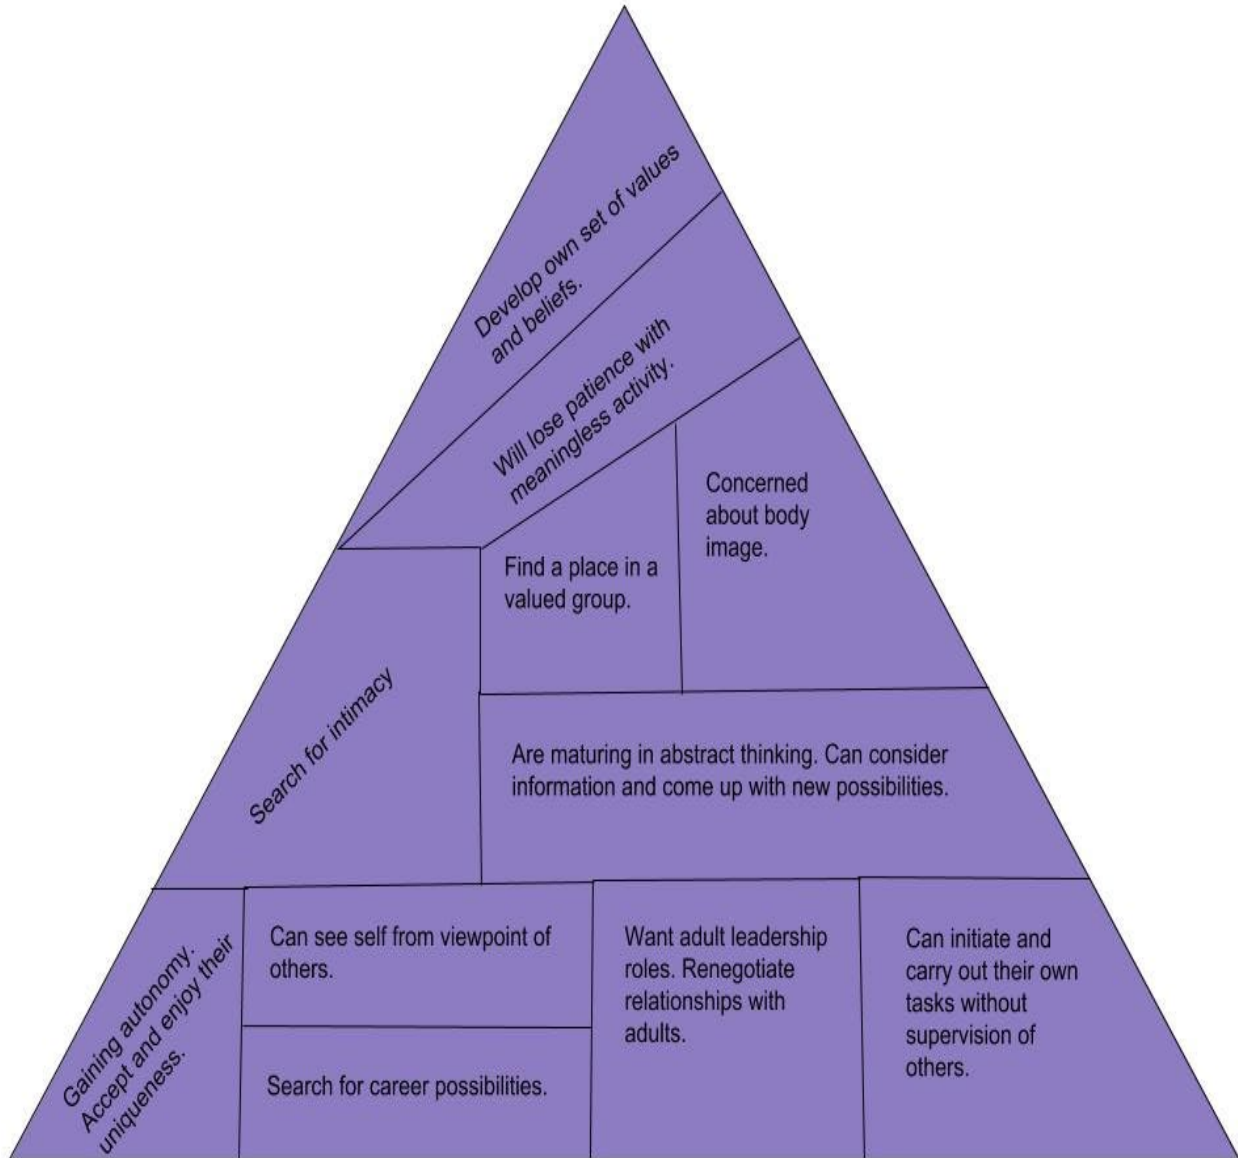 Develop own set of values
and beliefs.
Will lose patience with
meaningless activity.
Concerned
about body
image.
Find a place in a
valued group.
Search for intimacy
Are maturing in abstract thinking. Can consider
information and come up with new possibilities.
Gaining autonomy.
Accept and enjoy their
uniqueness.
Can see self from viewpoint of
others.
Search for career possibilities.
Want adult leadership
roles. Renegotiate
relationships with
adults.
Can initiate and
carry out their own
tasks without
supervision of
others.